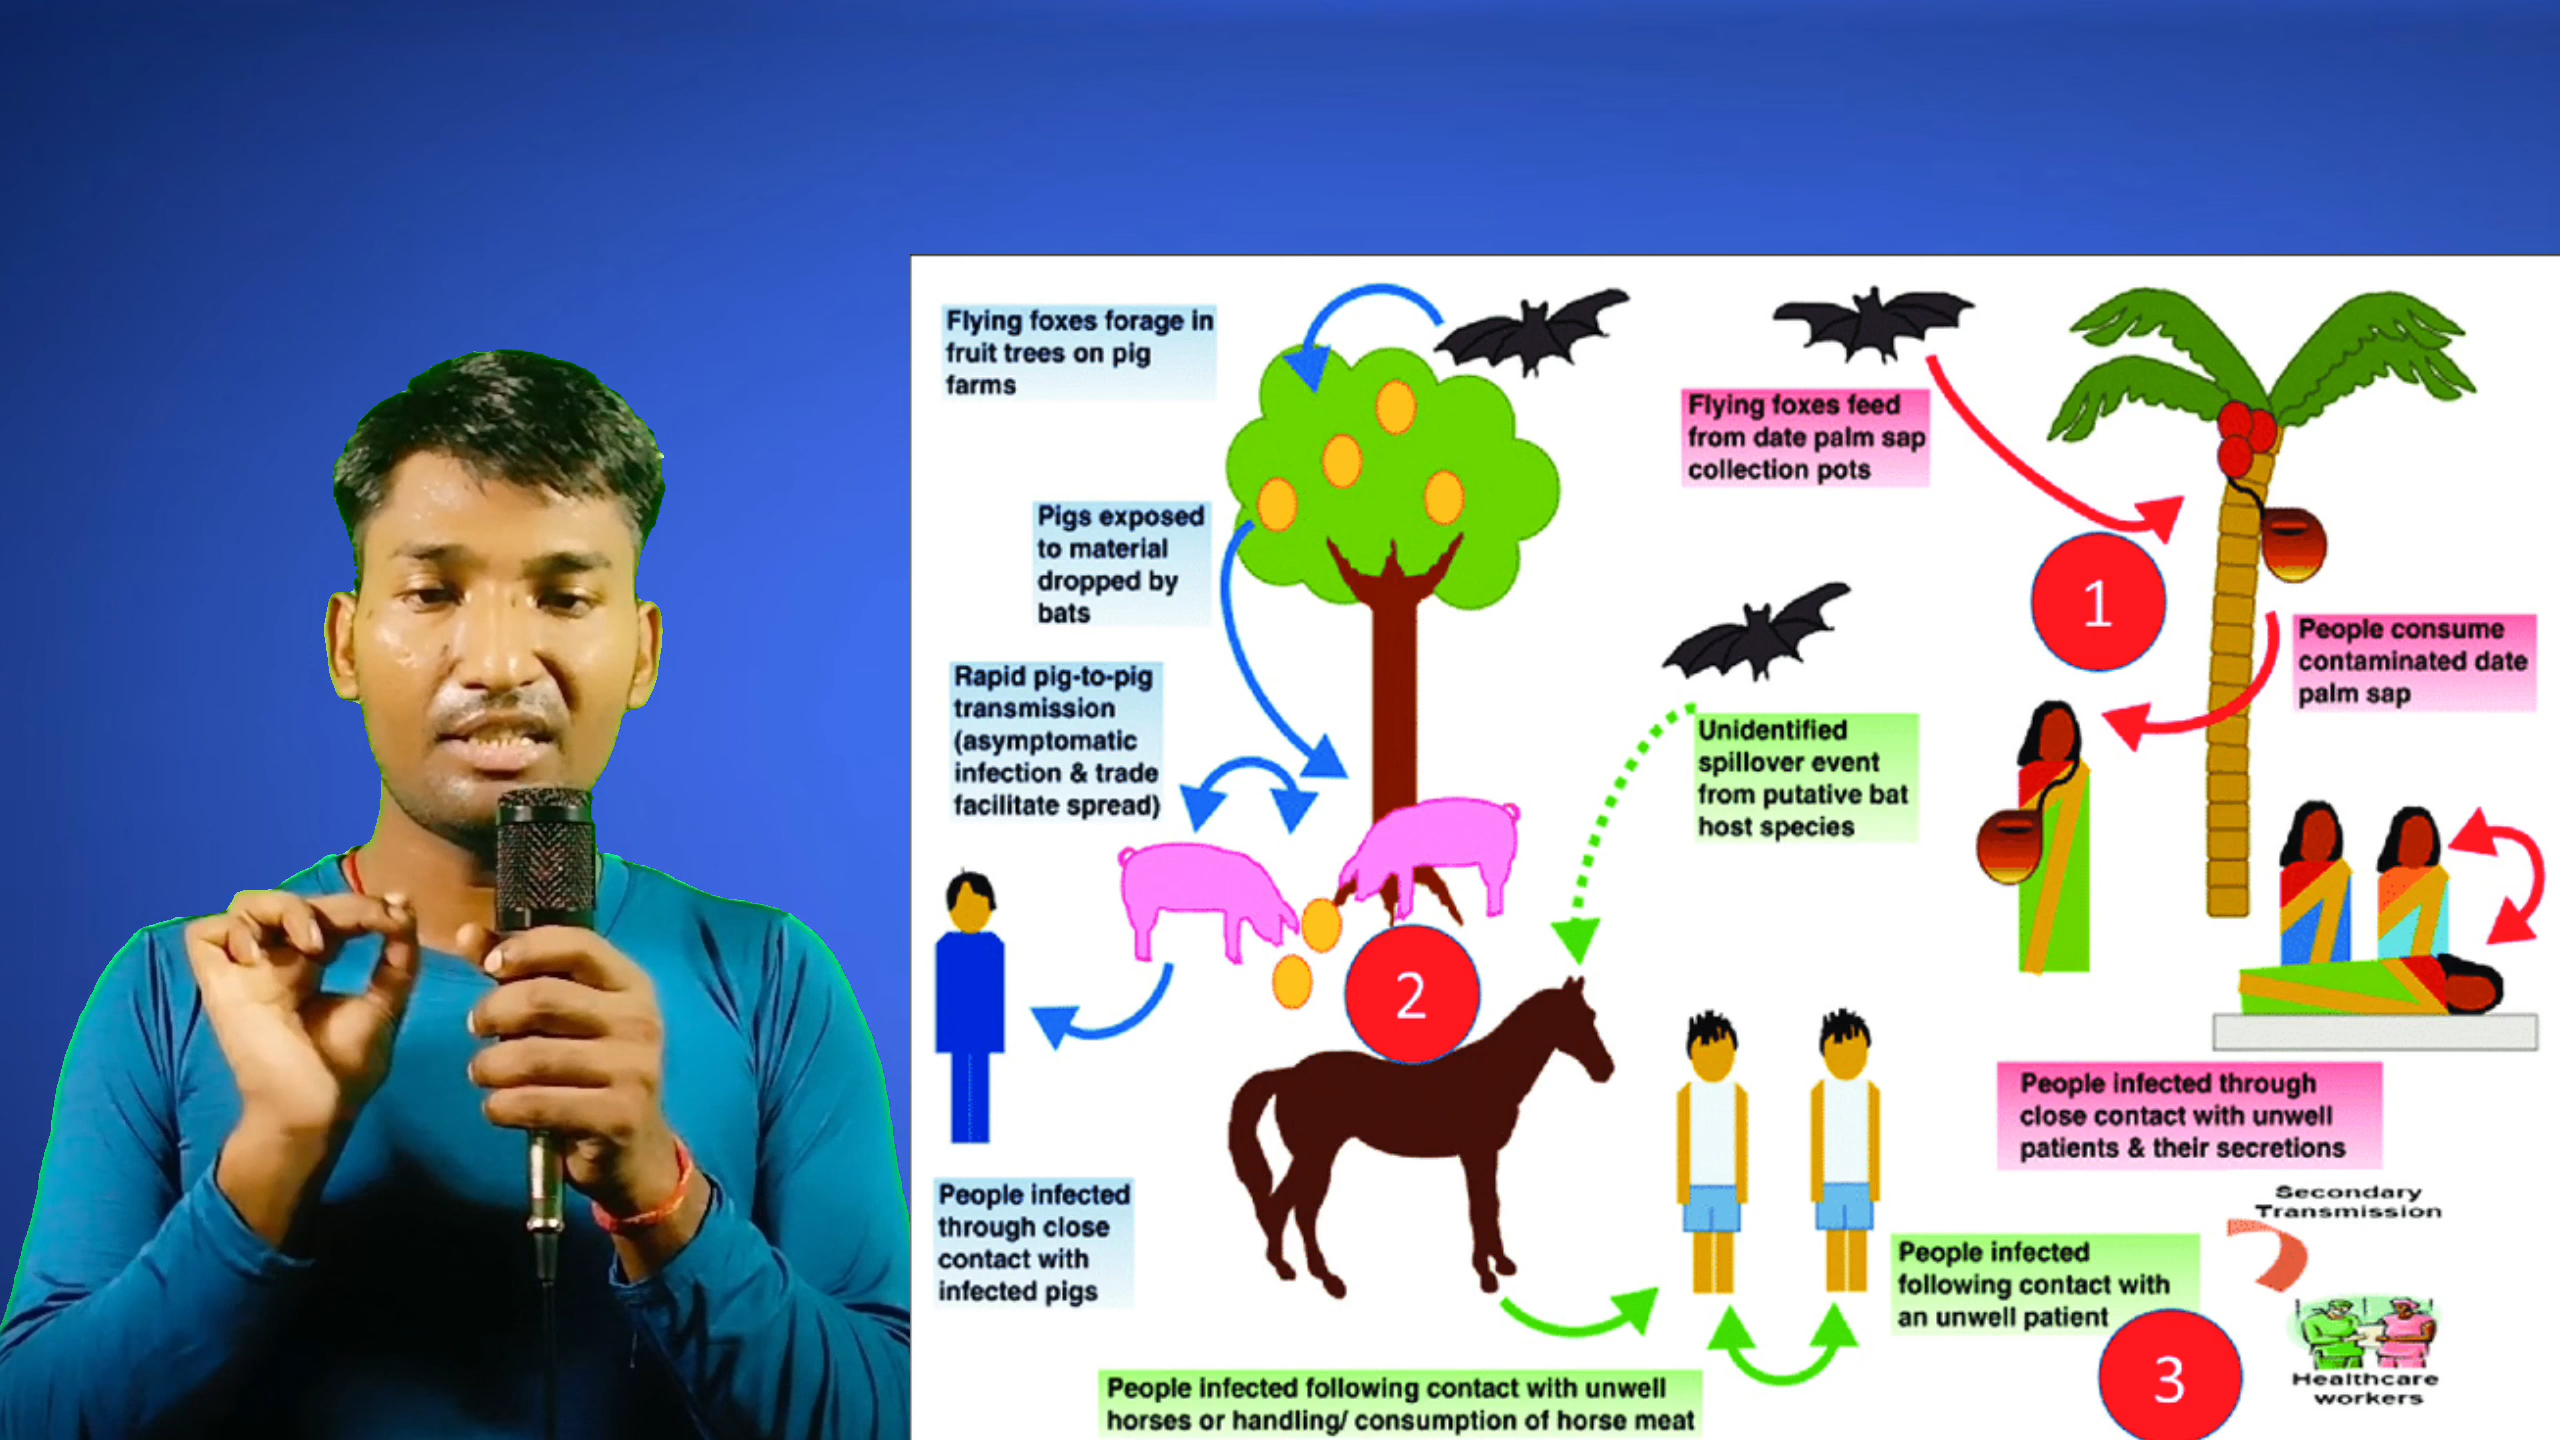 Flying foxes forage in
fruit trees on pig
farms
Pigs exposed
to material
dropped by
bats
Rapid pig-to-pig
transmission
(asymptomatic
infection & trade
facilitate spread)
People infected
through close
contact with
infected pigs
2
Flying foxes feed
from date palm sap
collection pots
1
People consume
contaminated date
palm sap
Unidentified
spillover event
from putative bat
host species
People infected through
close contact with unwell
patients & their secretions
Secondary
Transmission
People infected
following contact with
an unwell patient
3
Healthcare
workers
People infected following contact with unwell
horses or handling/ consumption of horse meat